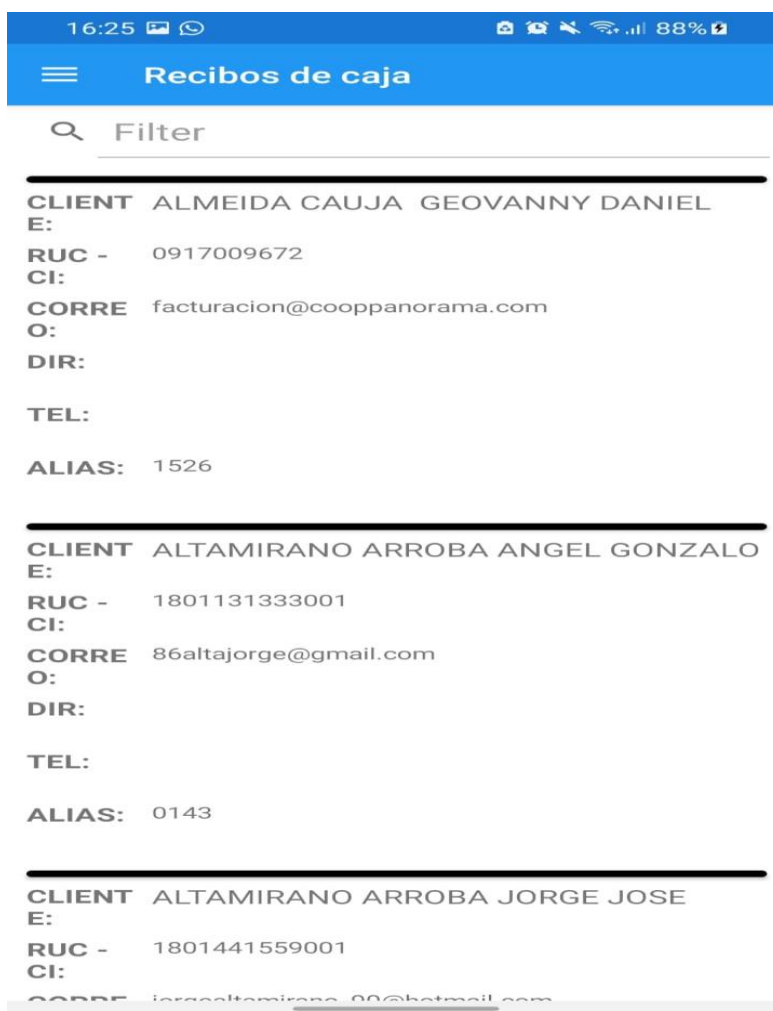 16:25 88%
Recibos de caja
Filter
CLIENT ALMEIDA CAUJA GEOVANNY DANIEL
E:
RUC - 0917009672
CI:
CORRE facturacion@cooppanorama.com
O:
DIR:
TEL:
ALIAS: 1526
CLIENT ALTAMIRANO ARROBA ANGEL GONZALO
E:
RUC - 1801131333001
CI:
CORRE 86altajorge@gmail.com
O:
DIR:
TEL:
ALIAS: 0143
CLIENT ALTAMIRANO ARROBA JORGE JOSE
E:
RUC - 1801441559001
CI: